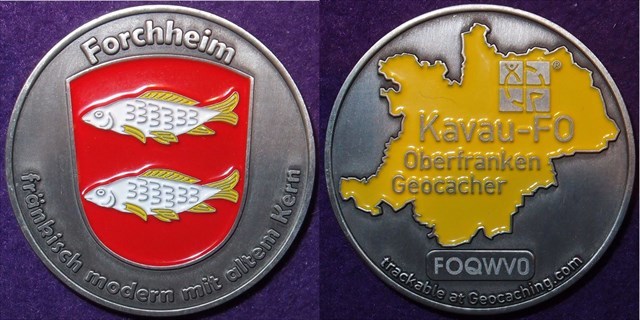 Forchheim
fränkisch modern mit altem Kern
®
Kavau-FO
Oberfranken
Geocacher
FOQWV0
trackable at Geocaching.com